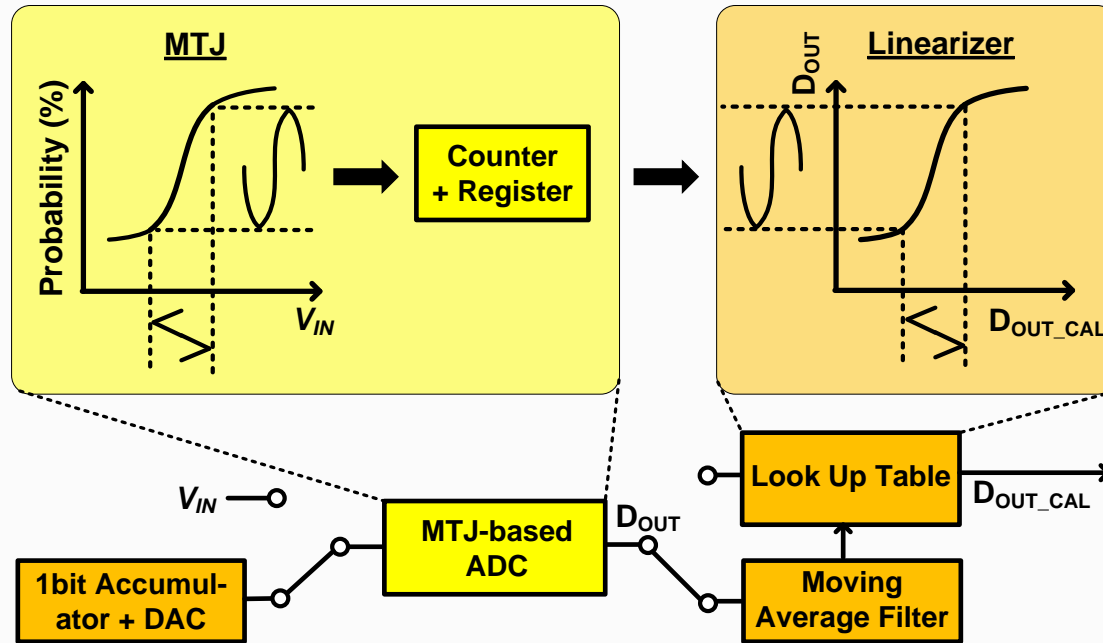 MTJ
Probability (%)
V_IN
Counter
+ Register
Linearizer
D_OUT
D_OUT_CAL
V_IN
1bit Accumul-
ator + DAC
MTJ-based
ADC
D_OUT
Look Up Table
D_OUT_CAL
Moving
Average Filter